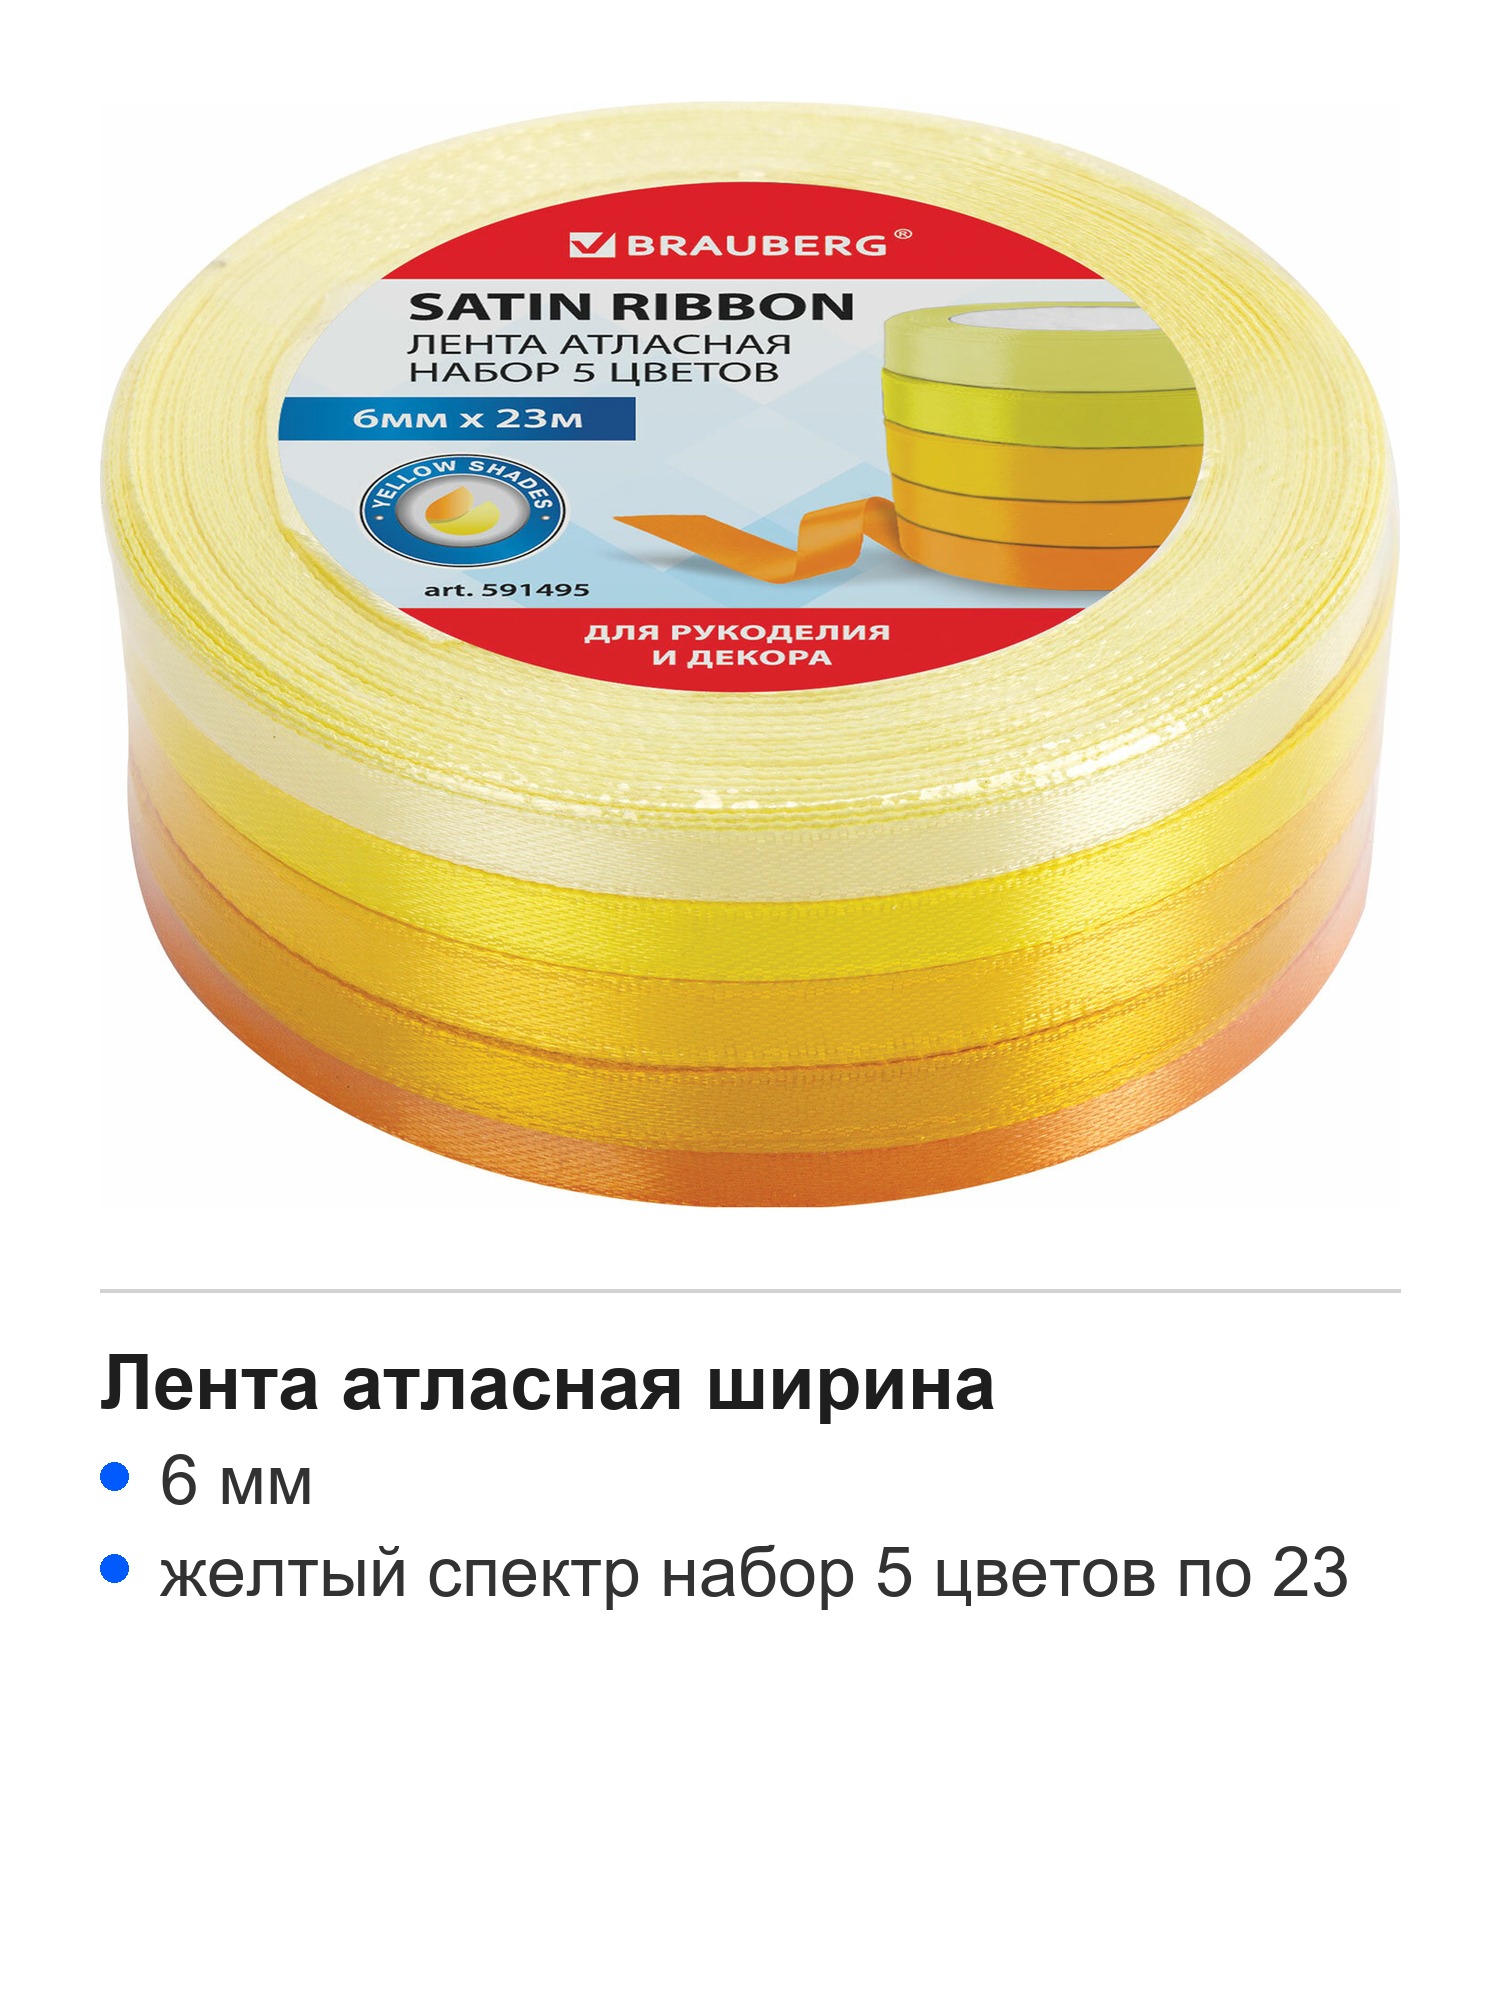 BRAUBERG®
SATIN RIBBON
ЛЕНТА АТЛАСНАЯ
НАБОР 5 ЦВЕТОВ
6мм х 23м
YELLOW SHADES
art. 591495
ДЛЯ РУКОДЕЛИЯ
И ДЕКОРА
Лента атласная ширина
6 мм
желтый спектр набор 5 цветов по 23